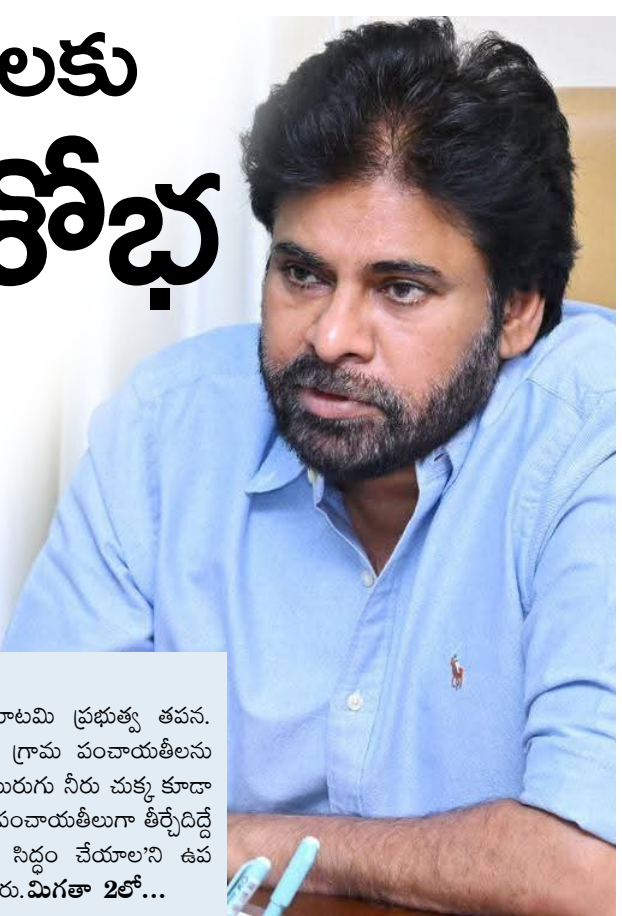 లకు
కోభ
కూటమి ప్రభుత్వ తపన.
గ్రామ పంచాయతీలను
మురుగు నీరు చుక్క కూడా
పంచాయతీలుగా తీర్చేదిద్దే
సిద్ధం చేయాల'ని ఉప
రు.మిగతా 2లో...